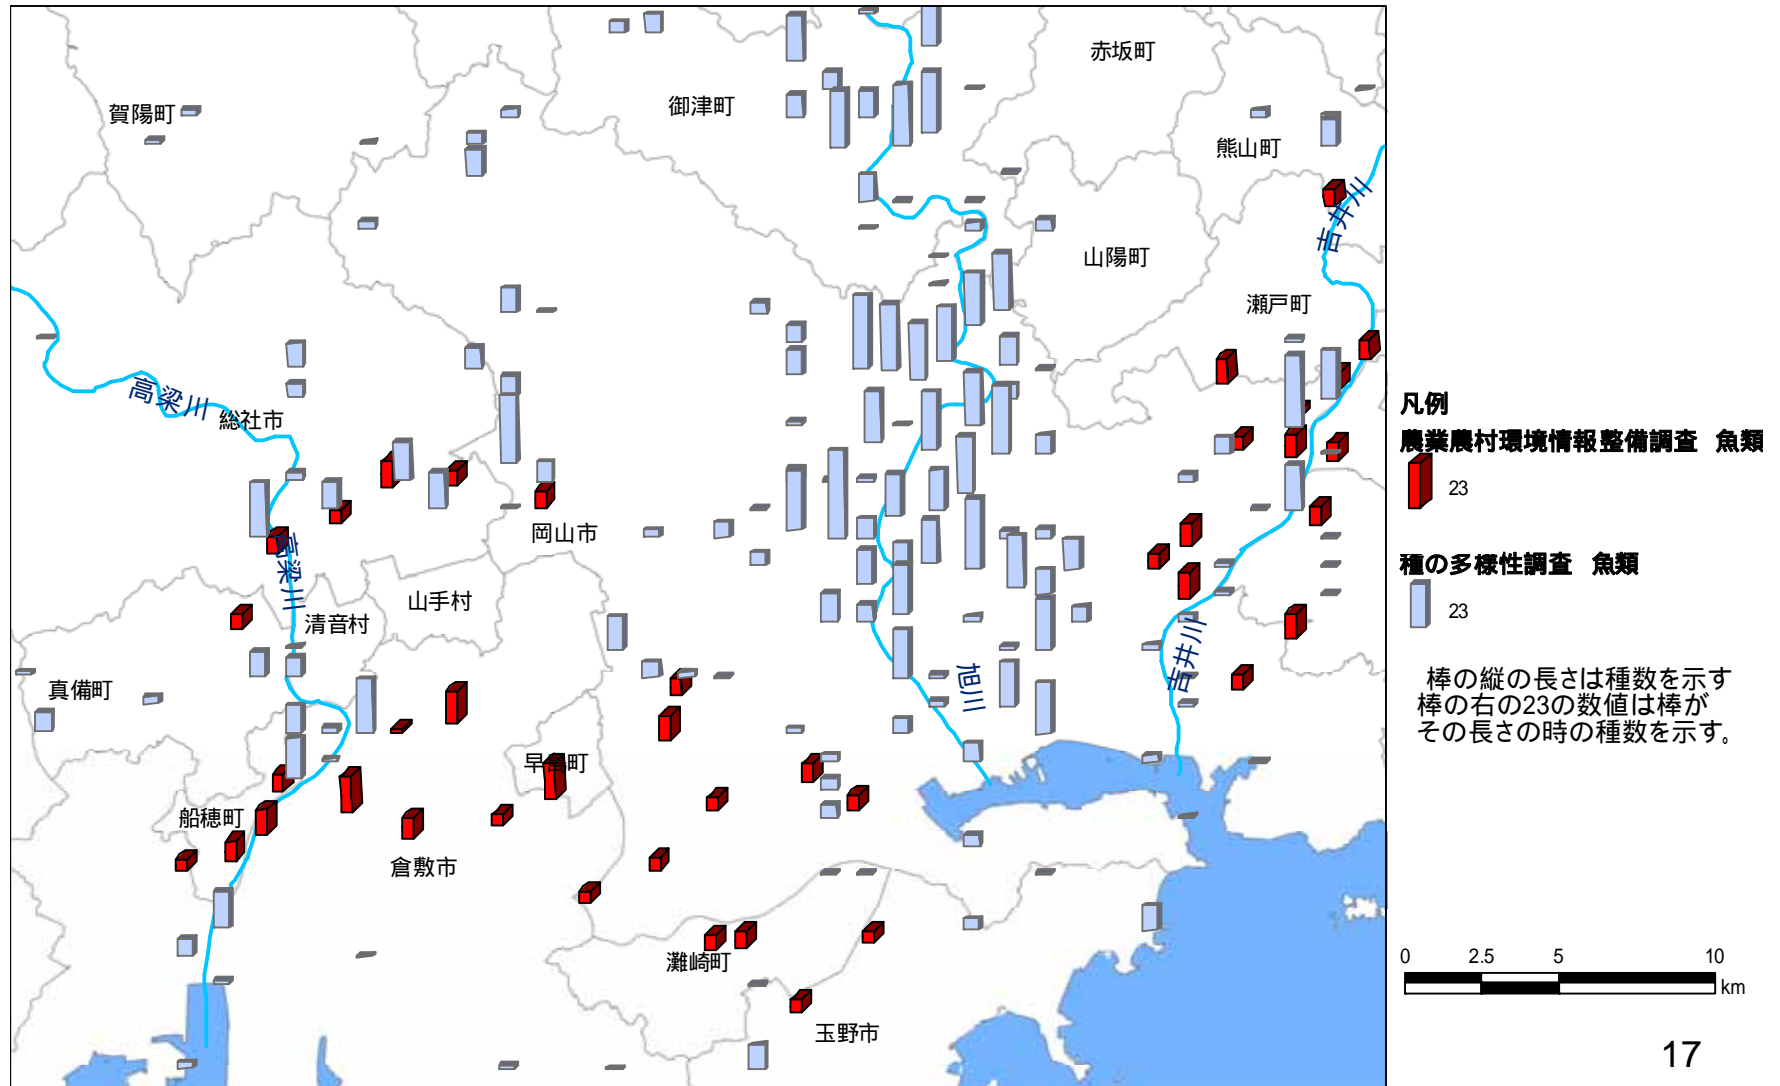 赤坂町
賀陽町
御津町
熊山町
吉井川
山陽町
瀬戸町
高梁川
総社市
岡山市
高梁川
山手村
清音村
真備町
旭川
吉井川
早島町
船穂町
倉敷市
灘崎町
玉野市
凡例
農業農村環境情報整備調査 魚類
23
種の多様性調査 魚類
23
棒の縦の長さは種数を示す
棒の右の23の数値は棒が
その長さの時の種数を示す。
0 2.5 5 10
km
17